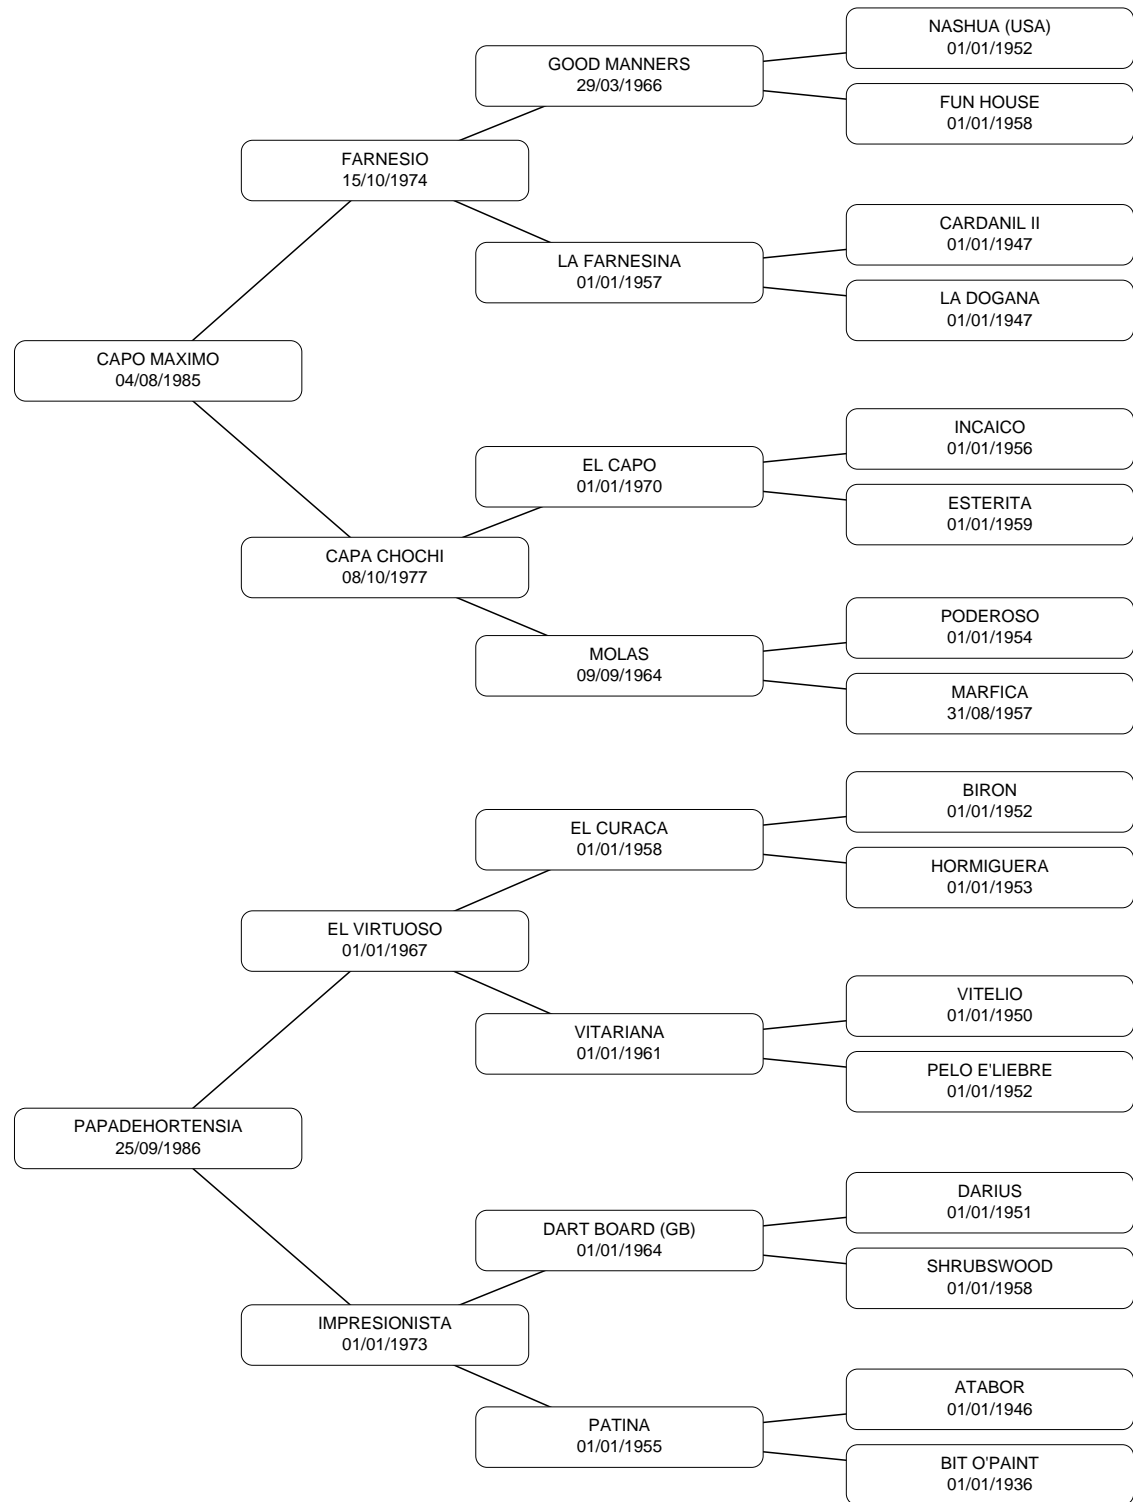 NASHUA (USA)
01/01/1952
GOOD MANNERS
29/03/1966
FUN HOUSE
01/01/1958
FARNESIO
15/10/1974
CARDANIL II
01/01/1947
LA FARNESINA
01/01/1957
LA DOGANA
01/01/1947
CAPO MAXIMO
04/08/1985
INCAICO
01/01/1956
EL CAPO
01/01/1970
ESTERITA
01/01/1959
CAPA CHOCHI
08/10/1977
PODEROSO
01/01/1954
MOLAS
09/09/1964
MARFICA
31/08/1957
BIRON
01/01/1952
EL CURACA
01/01/1958
HORMIGUERA
01/01/1953
EL VIRTUOSO
01/01/1967
VITELIO
01/01/1950
VITARIANA
01/01/1961
PELO E'LIEBRE
01/01/1952
PAPADEHORTENSIA
25/09/1986
DARIUS
01/01/1951
DART BOARD (GB)
01/01/1964
SHRUBSWOOD
01/01/1958
IMPRESIONISTA
01/01/1973
ATABOR
01/01/1946
PATINA
01/01/1955
BIT O'PAINT
01/01/1936